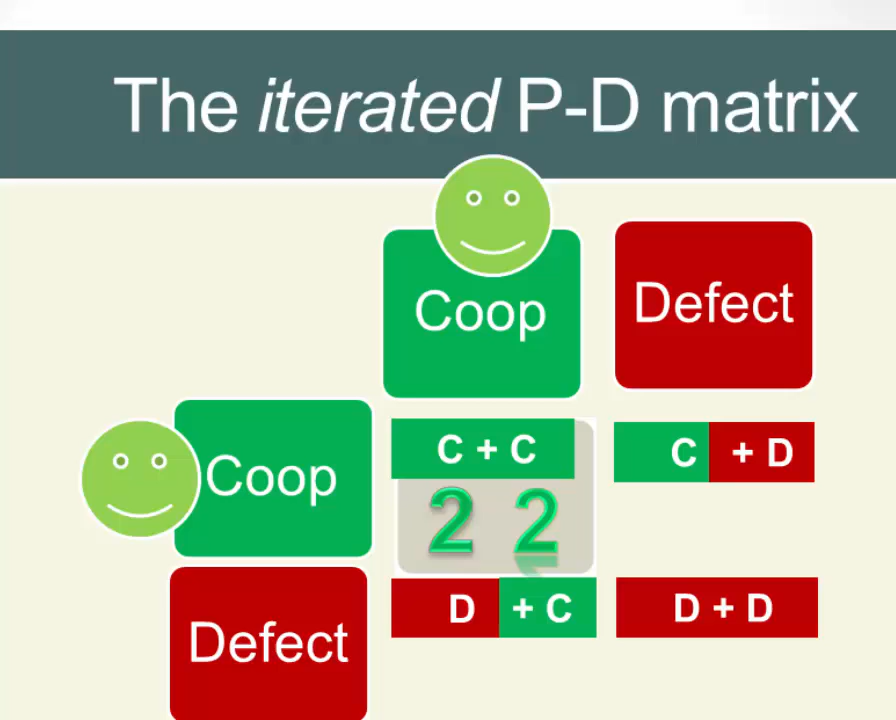 The iterated P-D matrix
Coop
Defect
Coop
C + C
C + D
2 2
Defect
D + C
D + D